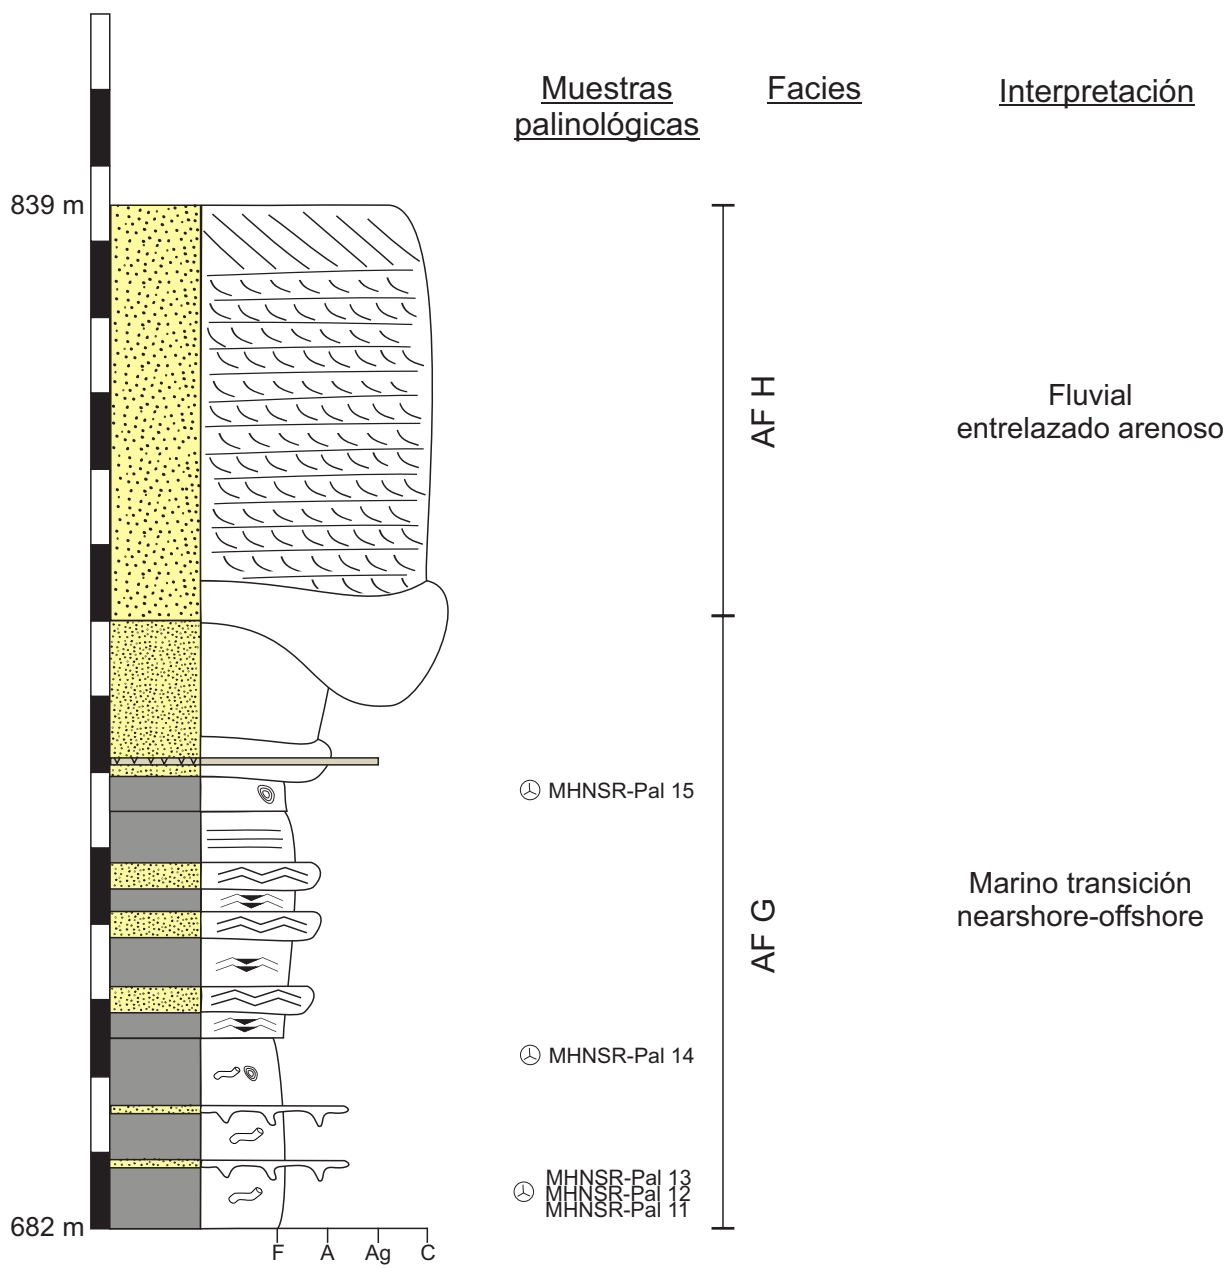 Muestras
palinológicas
Facies
Interpretación
839 m
AF H
Fluvial
entrelazado arenoso
MHNSR-Pal 15
AF G
Marino transición
nearshore-offshore
MHNSR-Pal 14
MHNSR-Pal 13
MHNSR-Pal 12
MHNSR-Pal 11
682 m
F A Ag C